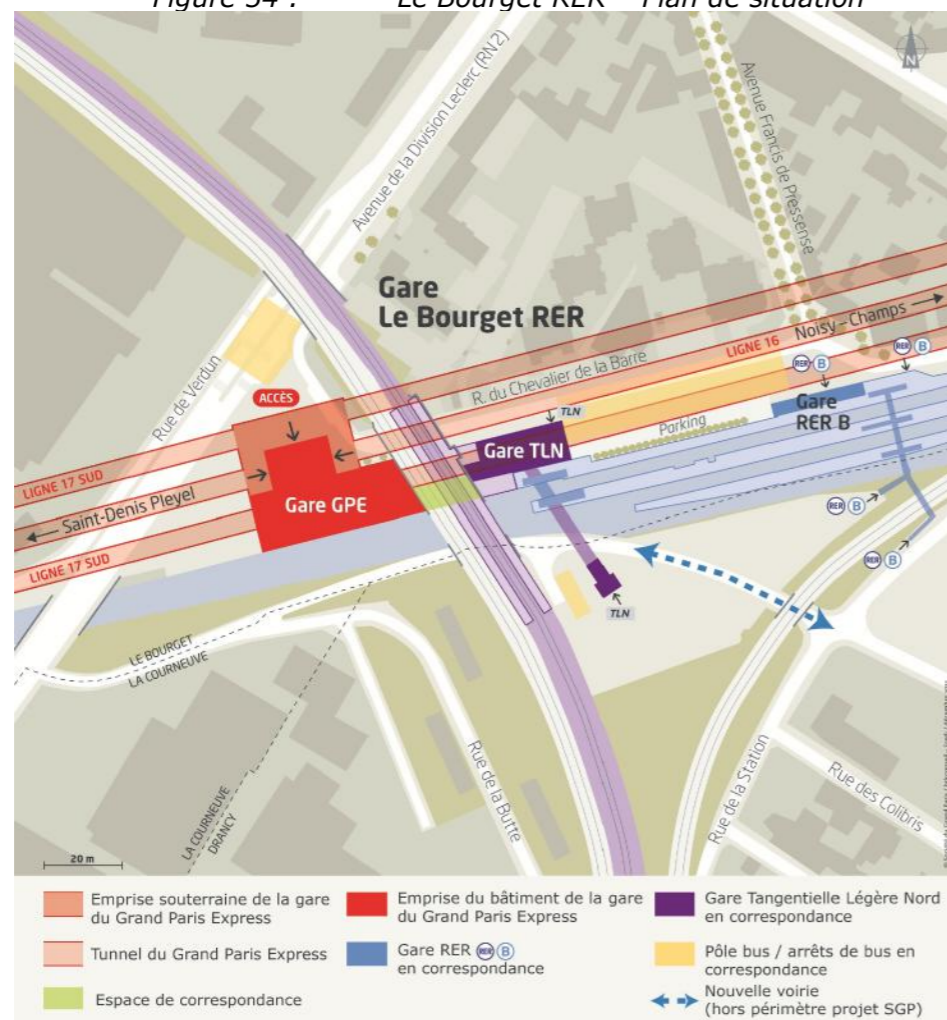 Figure 54 : Le Bourget RER – Plan de situation
N
Avenue de la Division Leclerc (RN2)
Avenue Francis de Pressense
Gare
Le Bourget RER
Rue de Verdun
ACCÈS
R. du Chevalier de la Barre
LIGNE 16
Noisy – Champs
RER B
RER B
TLN
Gare TLN
Parking
Gare
RER B
LIGNE 17 SUD
Saint-Denis Pleyel
LIGNE 17 SUD
Gare GPE
RER B
RER B
TLN
LE BOURGET
LA COURNEUVE
LA COURNEUVE
DRANCY
Rue de la Butte
Rue de la Station
Rue des Colibris
20 m
Emprise souterraine de la gare
du Grand Paris Express
Emprise du bâtiment de la gare
du Grand Paris Express
Gare Tangentielle Légère Nord
en correspondance
Tunnel du Grand Paris Express
Gare RER RER B
en correspondance
Pôle bus / arrêts de bus en
correspondance
Espace de correspondance
Nouvelle voirie
(hors périmètre projet SGP)